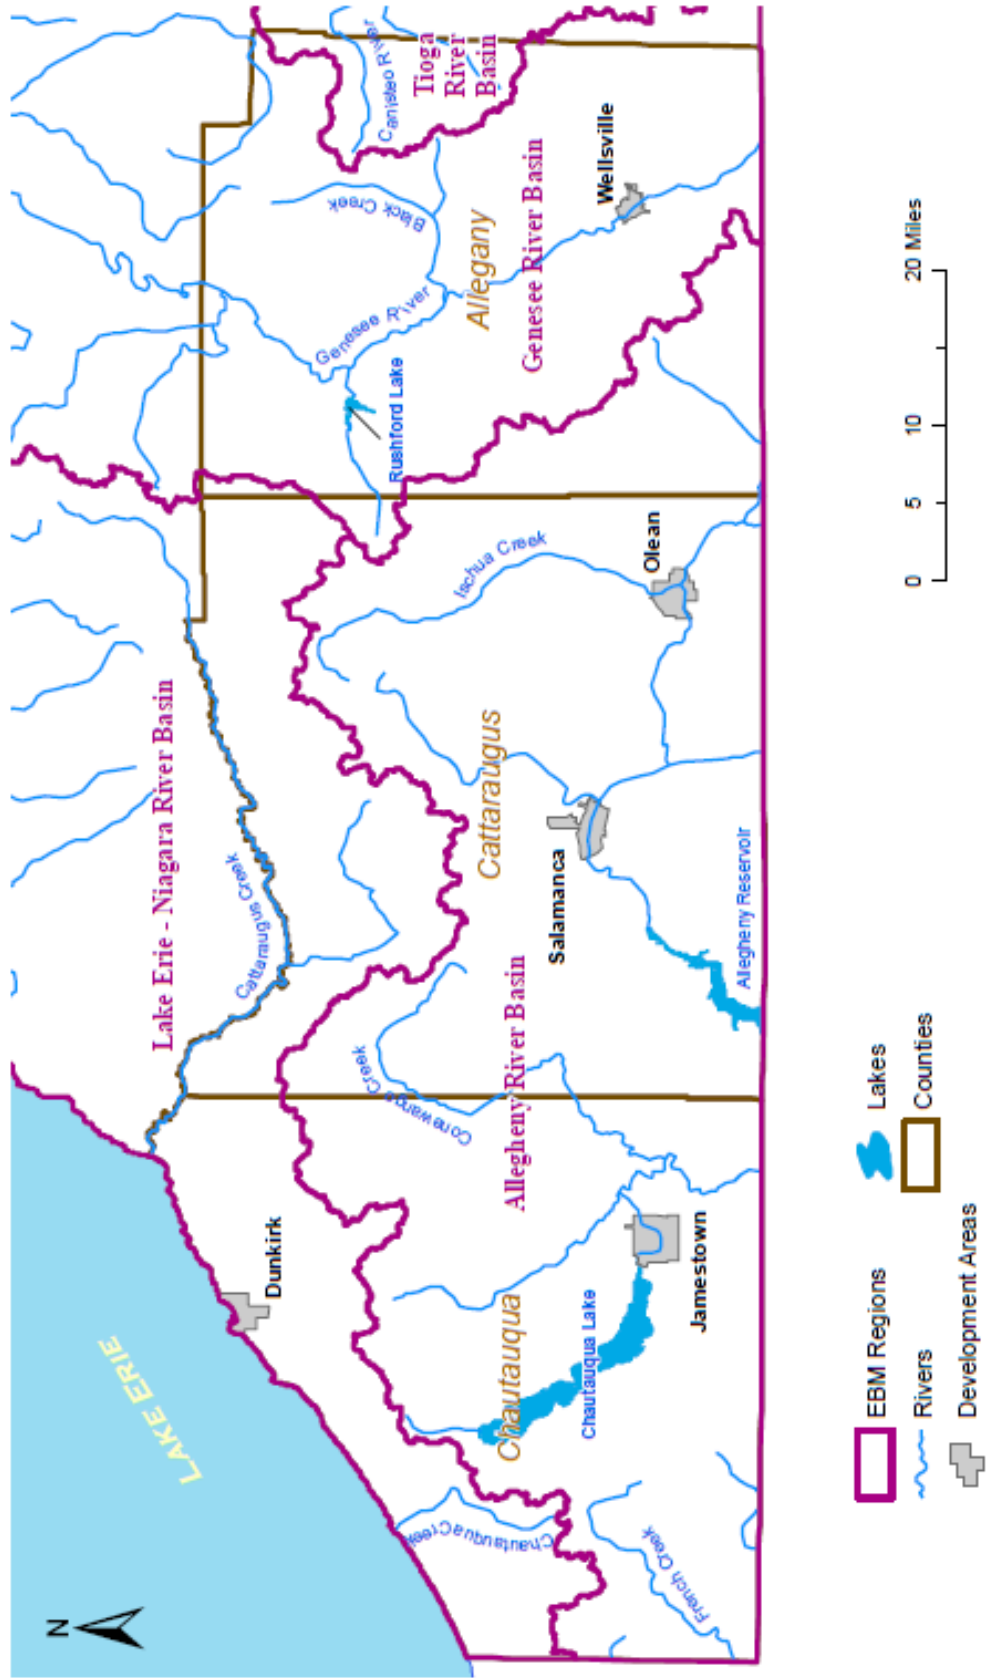 N
LAKE ERIE
Lake Erie - Niagara River Basin
Cattaraugus Creek
Dunkirk
Chautauqua Creek
French Creek
Chautauqua
Chautauqua Lake
Jamestown
Conewango Creek
Allegheny River Basin
Cattaraugus
Salamanca
Allegheny Reservoir
Ischua Creek
Olean
Rushford Lake
Genesee River
Black Creek
Allegany
Genesee River Basin
Wellsville
Canisteo River
Tioga
River
Basin
EBM Regions
Lakes
Rivers
Counties
Development Areas
0 5 10 20 Miles